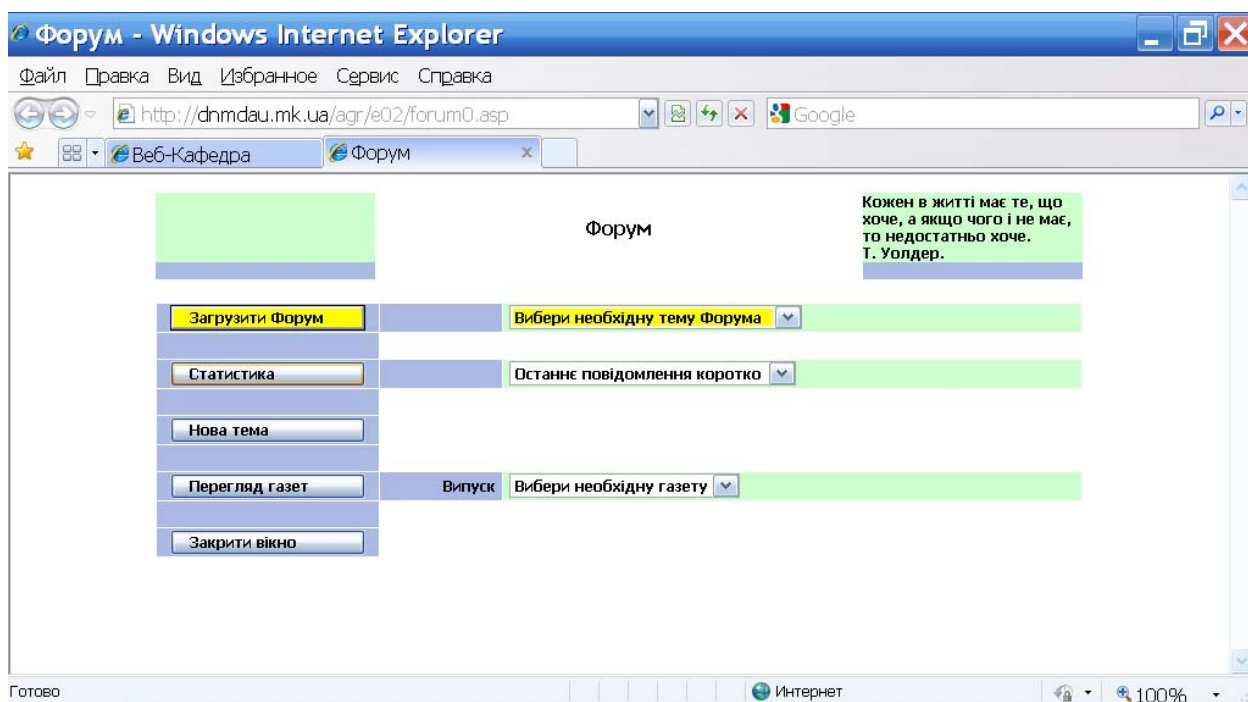 Форум - Windows Internet Explorer
Файл Правка Вид Избранное Сервис Справка
http://dnmdau.mk.ua/agr/e02/forum0.asp Google
Веб-Кафедра Форум
Кожен в житті має те, що
хоче, а якщо чого і не має,
то недостатньо хоче.
Т. Уолдер.
Форум
Загрузити Форум Вибери необхідну тему Форума
Статистика Останнє повідомлення коротко
Нова тема
Перегляд газет Випуск Вибери необхідну газету
Закрити вікно
Готово Интернет 100%